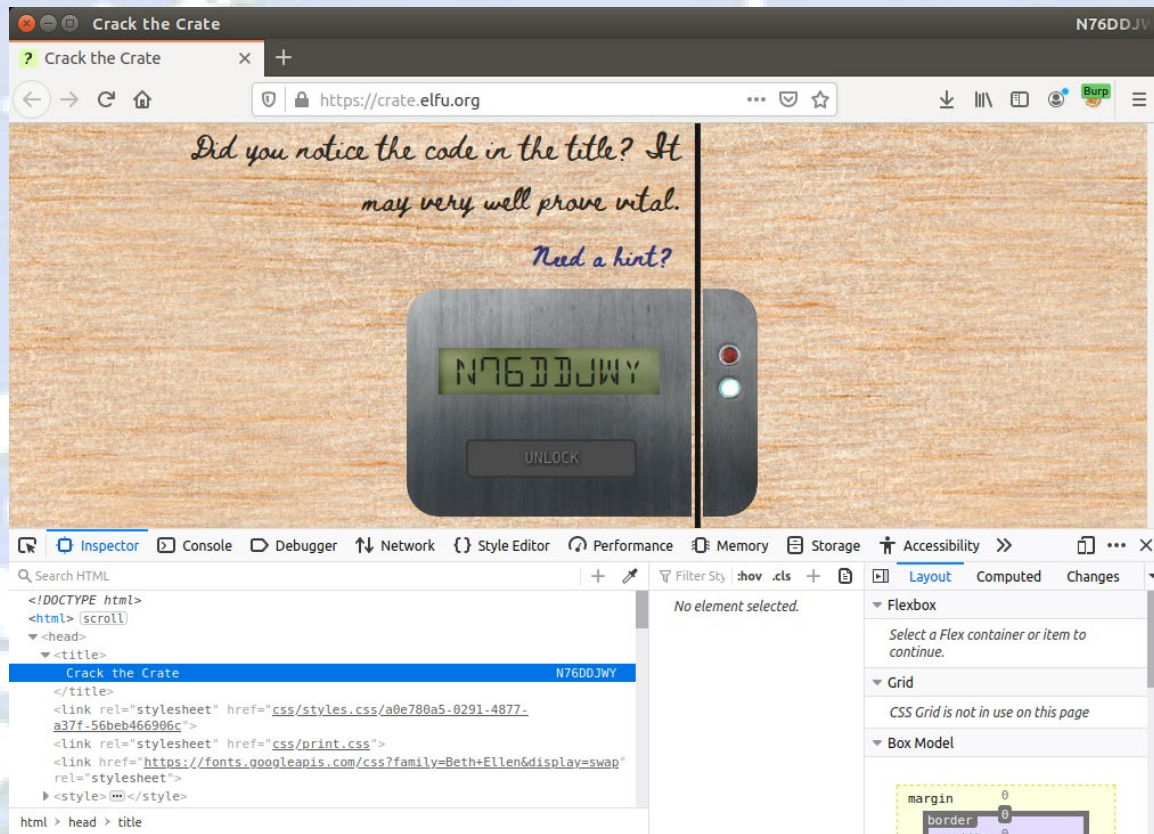 Crack the Crate N76DDJW
? Crack the Crate
https://crate.elfu.org
Burp
Did you notice the code in the title? It
may very well prove vital.
Need a hint?
N76DDJWY
UNLOCK
Inspector Console Debugger Network {} Style Editor Performance Memory Storage Accessibility
Search HTML
Filter Sty :hov .cls Layout Computed Changes
<!DOCTYPE html>
<html> scroll
<head>
<title>
Crack the Crate N76DDJWY
</title>
<link rel="stylesheet" href="css/styles.css/a0e780a5-0291-4877-
a37f-56beb466906c">
<link rel="stylesheet" href="css/print.css">
<link href="https://fonts.googleapis.com/css?family=Beth+Ellen&display=swap"
rel="stylesheet">
<style></style>
html > head > title
No element selected.
Flexbox
Select a Flex container or item to
continue.
Grid
CSS Grid is not in use on this page
Box Model
margin 0
border 0
0